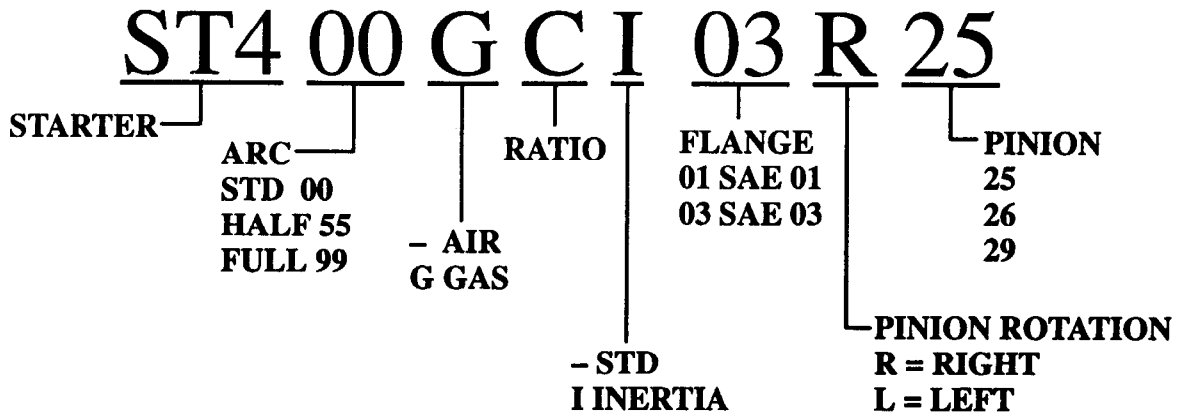 ST4 00 G C I 03 R 25
STARTER
ARC
STD 00
HALF 55
FULL 99
– AIR
G GAS
RATIO
– STD
I INERTIA
FLANGE
01 SAE 01
03 SAE 03
PINION ROTATION
R = RIGHT
L = LEFT
PINION
25
26
29